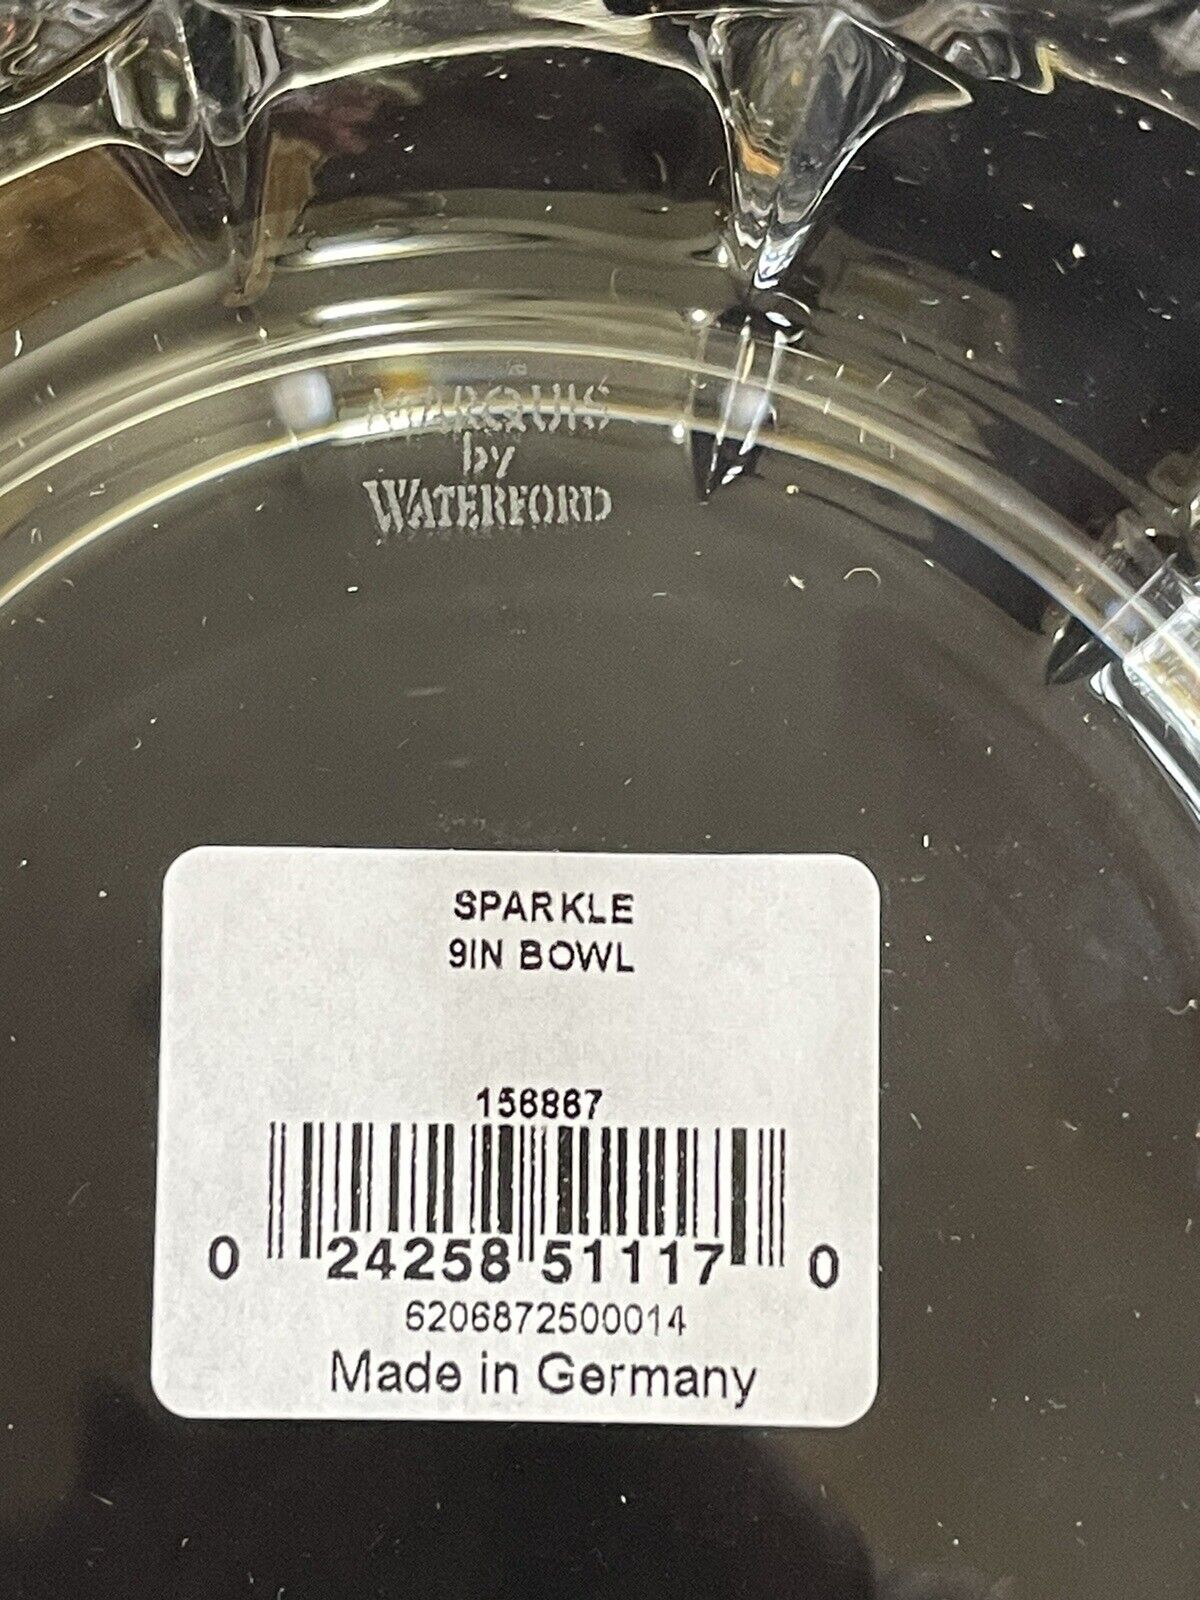 MARQUIS
by
WATERFORD
SPARKLE
9IN BOWL
156867
0 24258 51117 0
6206872500014
Made in Germany